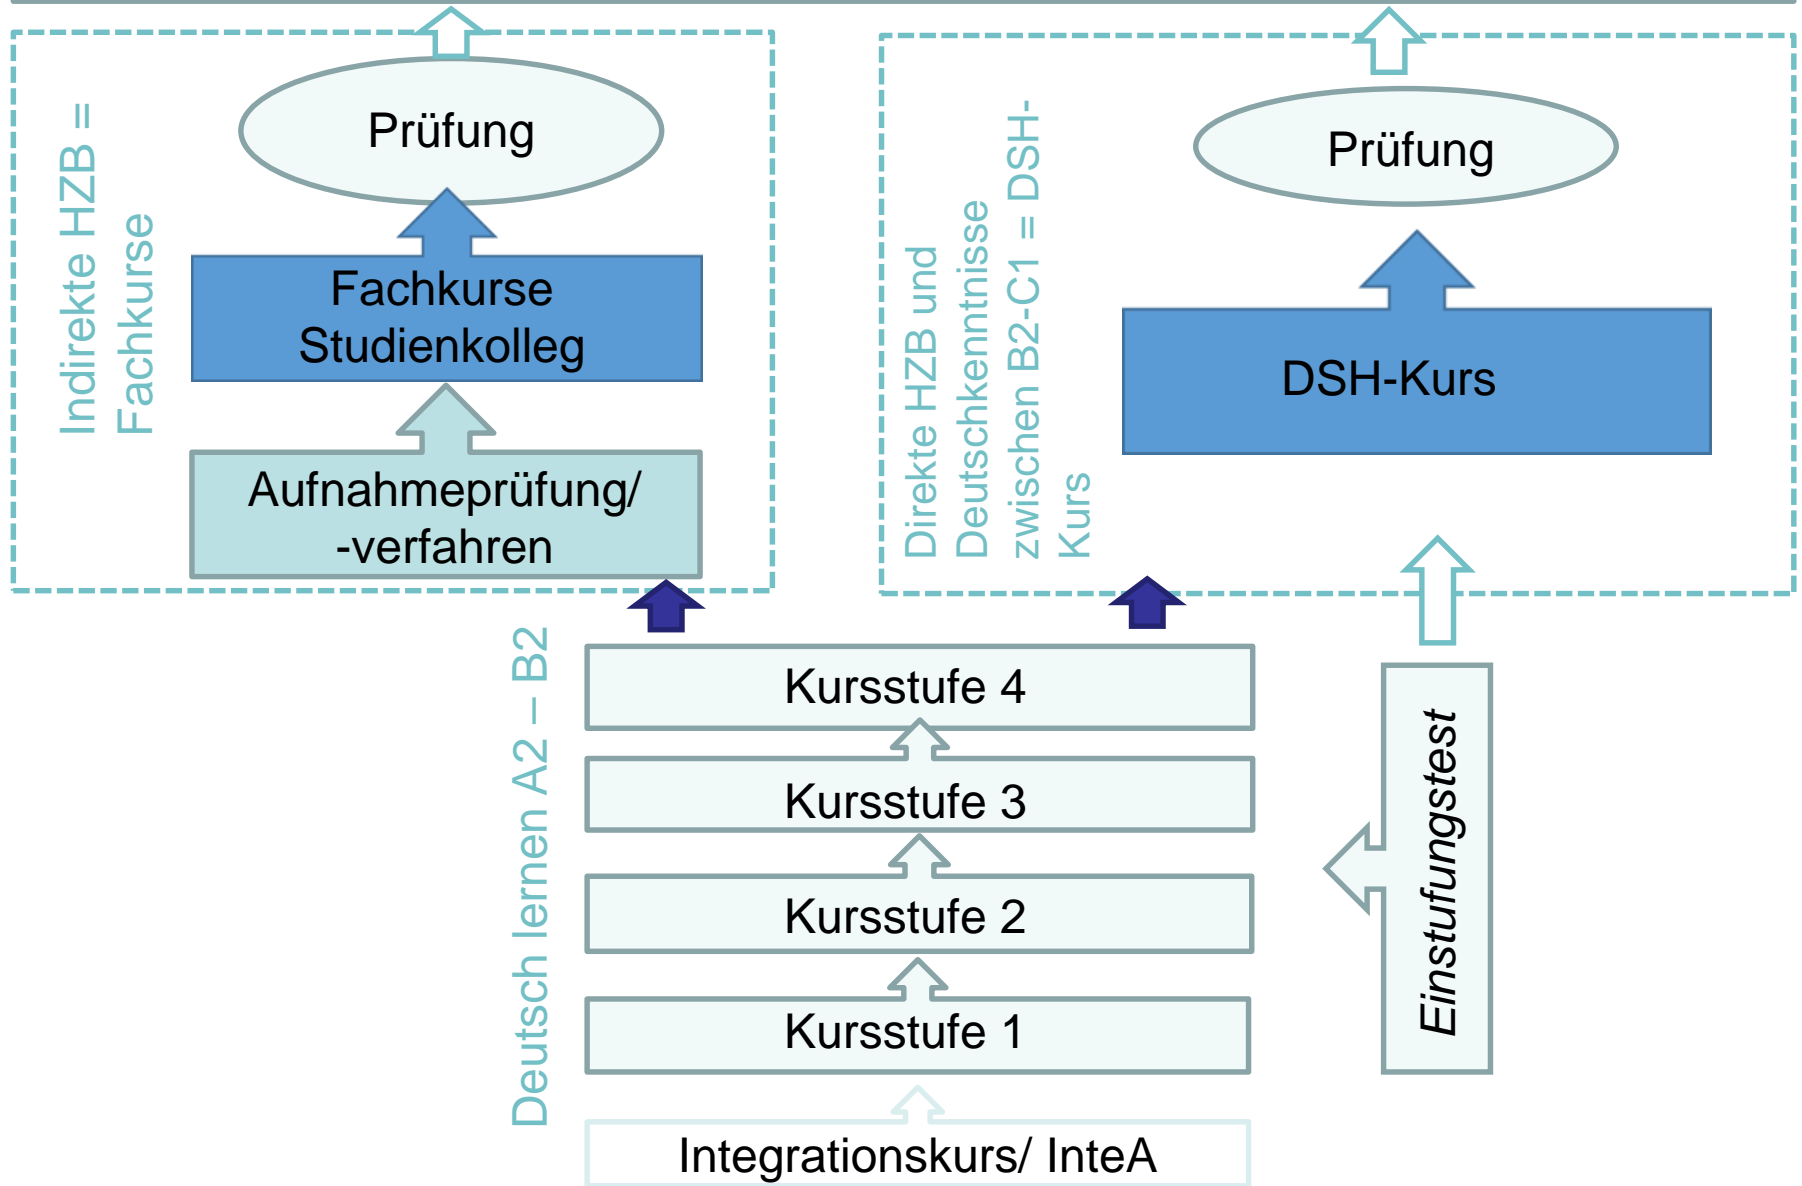 Indirekte HZB =
Fachkurse
Prüfung
Fachkurse
Studienkolleg
Aufnahmeprüfung/
-verfahren
Direkte HZB und
Deutschkenntnisse
zwischen B2-C1 = DSH-
Kurs
Prüfung
DSH-Kurs
Deutsch lernen A2 – B2
Kursstufe 4
Kursstufe 3
Kursstufe 2
Kursstufe 1
Integrationskurs/ InteA
Einstufungstest